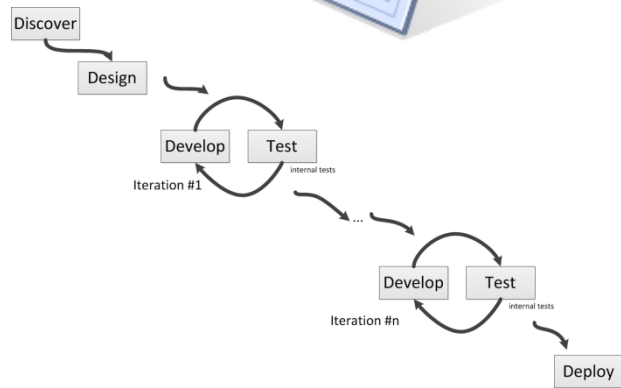 Discover
Design
Develop
Test
internal tests
Iteration #1
...
Develop
Test
internal tests
Iteration #n
Deploy